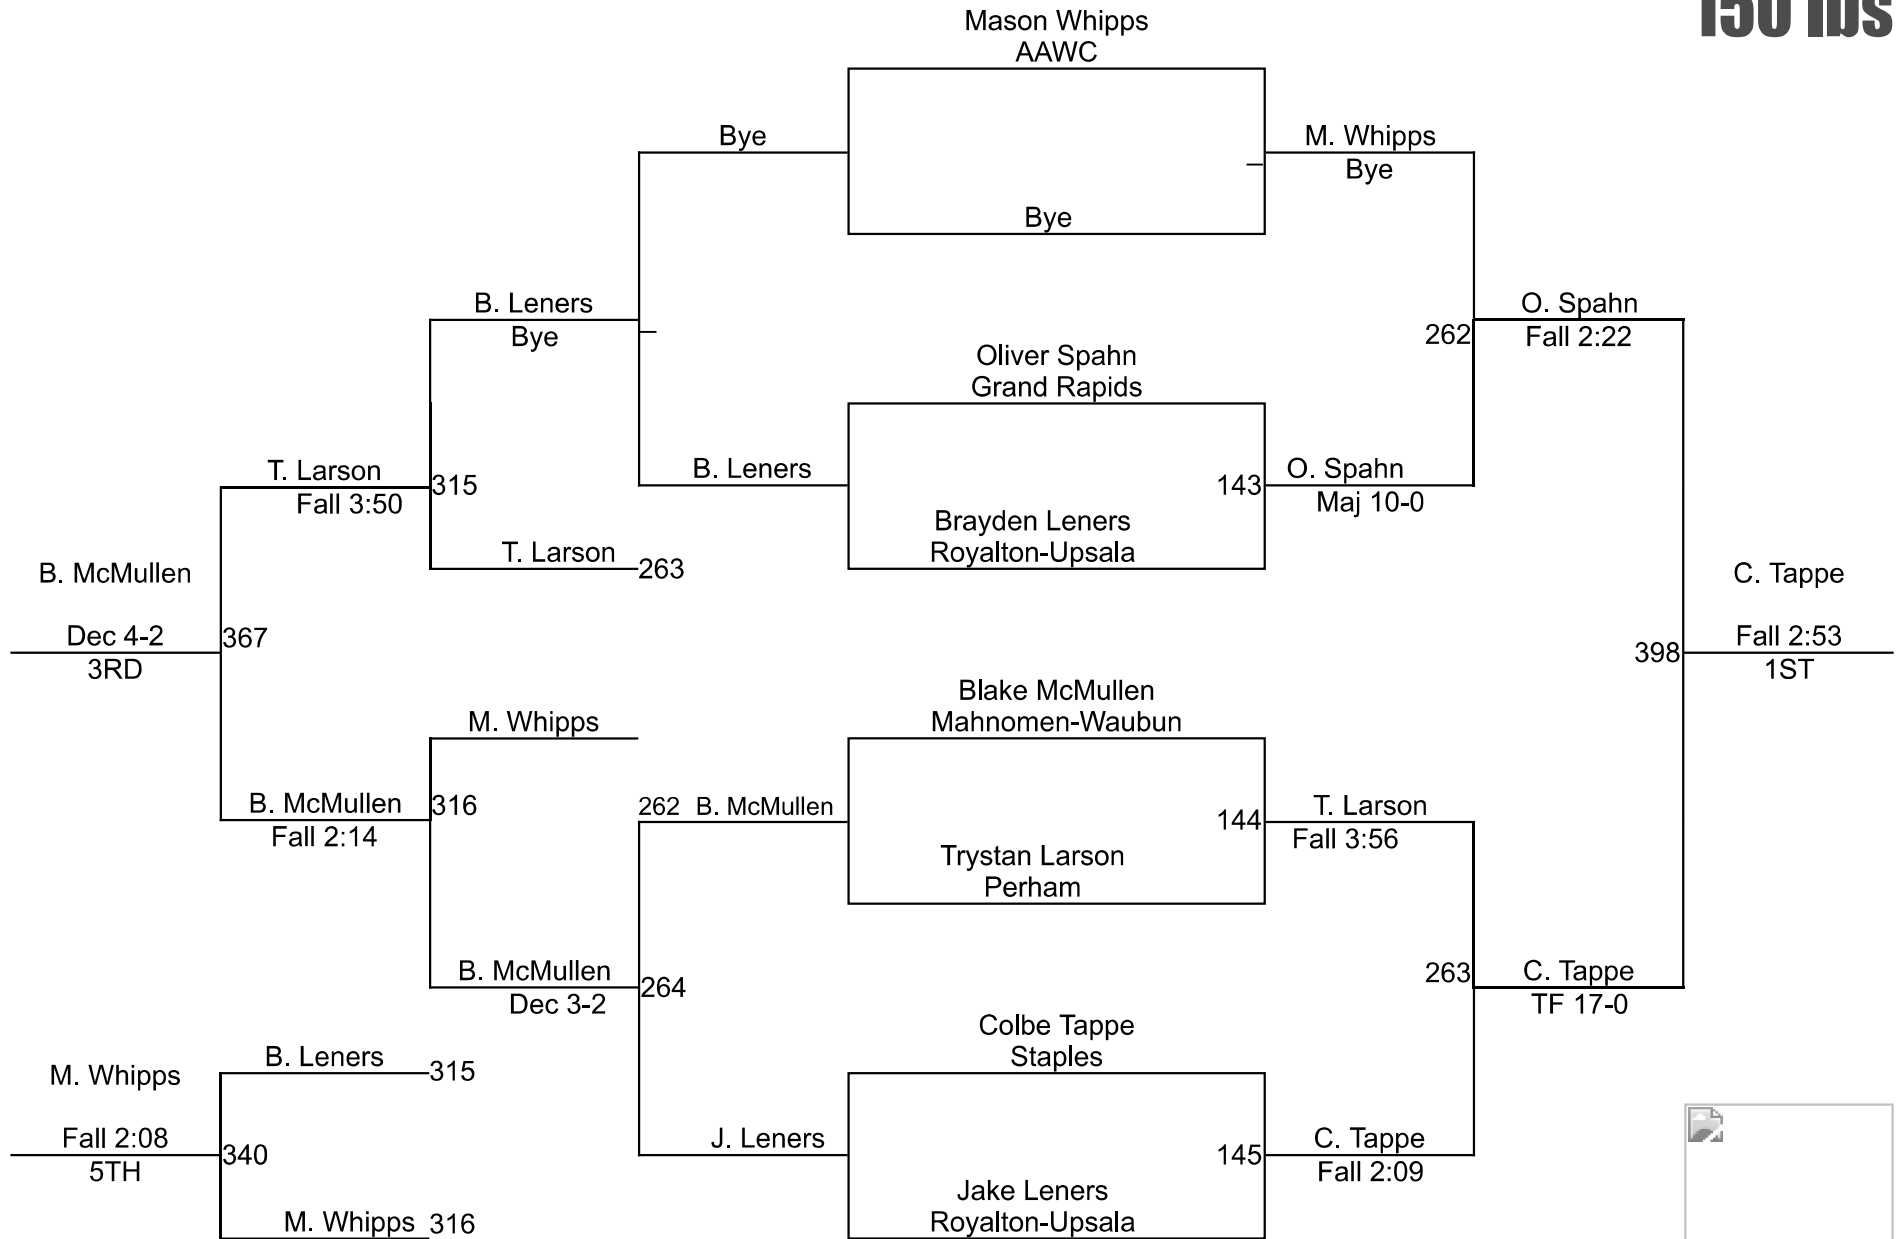 150 lbs
Mason Whipps
AAWC
Bye
M. Whipps
Bye
Bye
B. Leners
Bye
O. Spahn
Fall 2:22
262
Oliver Spahn
Grand Rapids
T. Larson
Fall 3:50
315
B. Leners
143
O. Spahn
Maj 10-0
Brayden Leners
Royalton-Upsala
T. Larson
263
B. McMullen
Dec 4-2
3RD
367
C. Tappe
Fall 2:53
1ST
398
Blake McMullen
Mahnomen-Waubun
M. Whipps
B. McMullen
Fall 2:14
316
262
B. McMullen
144
T. Larson
Fall 3:56
Trystan Larson
Perham
B. McMullen
Dec 3-2
264
263
C. Tappe
TF 17-0
Colbe Tappe
Staples
B. Leners
315
M. Whipps
Fall 2:08
5TH
340
J. Leners
145
C. Tappe
Fall 2:09
Jake Leners
Royalton-Upsala
M. Whipps
316